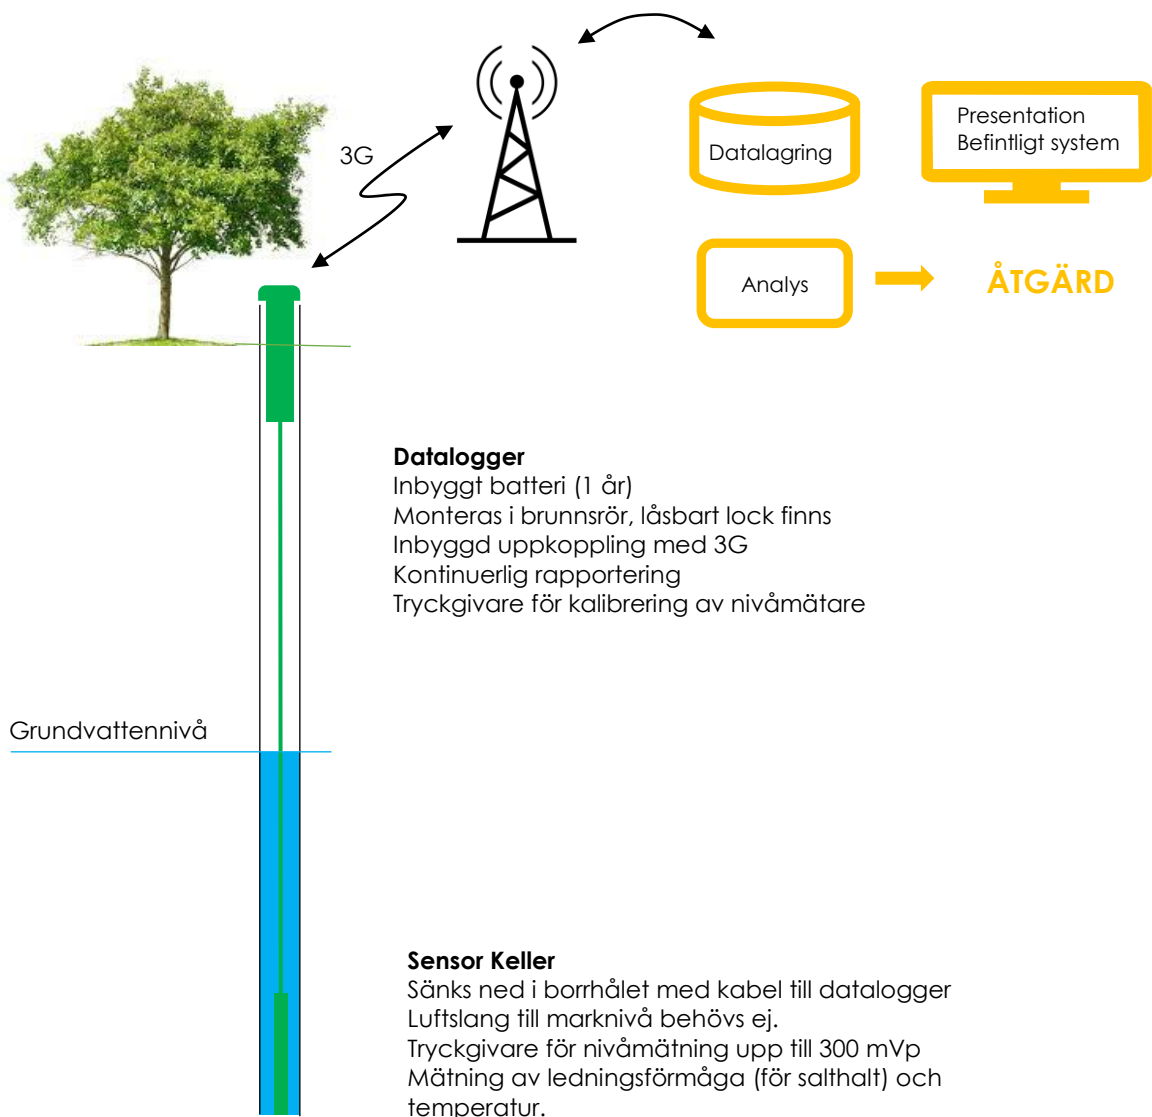 3G
Datalagring
Presentation
Befintligt system
Analys
ÅTGÄRD
Datalogger
Inbyggt batteri (1 år)
Monteras i brunnsrör, låsbart lock finns
Inbyggd uppkoppling med 3G
Kontinuerlig rapportering
Tryckgivare för kalibrering av nivåmätare
Grundvattennivå
Sensor Keller
Sänks ned i borrhålet med kabel till datalogger
Luftslang till marknivå behövs ej.
Tryckgivare för nivåmätning upp till 300 mVp
Mätning av ledningsförmåga (för salthalt) och
temperatur.